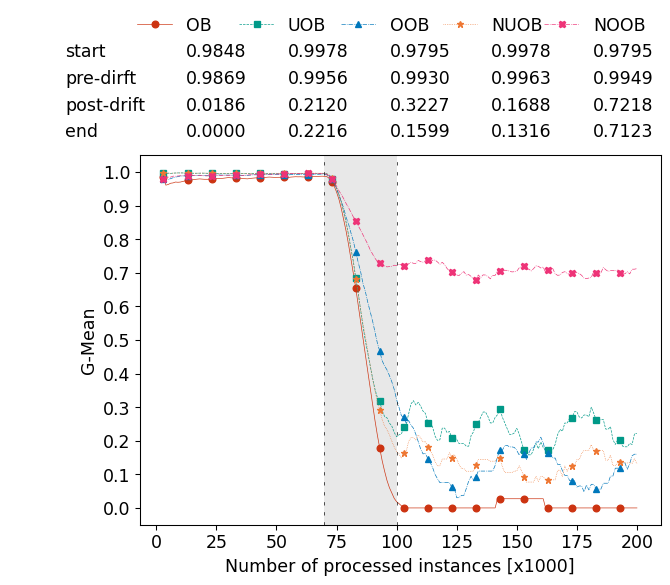 OB UOB OOB NUOB NOOB
start 0.9848 0.9978 0.9795 0.9978 0.9795
pre-dirft 0.9869 0.9956 0.9930 0.9963 0.9949
post-drift 0.0186 0.2120 0.3227 0.1688 0.7218
end 0.0000 0.2216 0.1599 0.1316 0.7123
1.0
0.9
0.8
0.7
0.6
0.5
0.4
0.3
0.2
0.1
0.0
G-Mean
0 25 50 75 100 125 150 175 200
Number of processed instances [x1000]